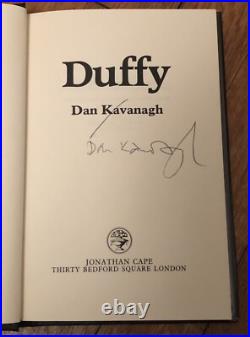 Duffy
Dan Kavanagh
Dan Kavanagh
JONATHAN CAPE
THIRTY BEDFORD SQUARE LONDON